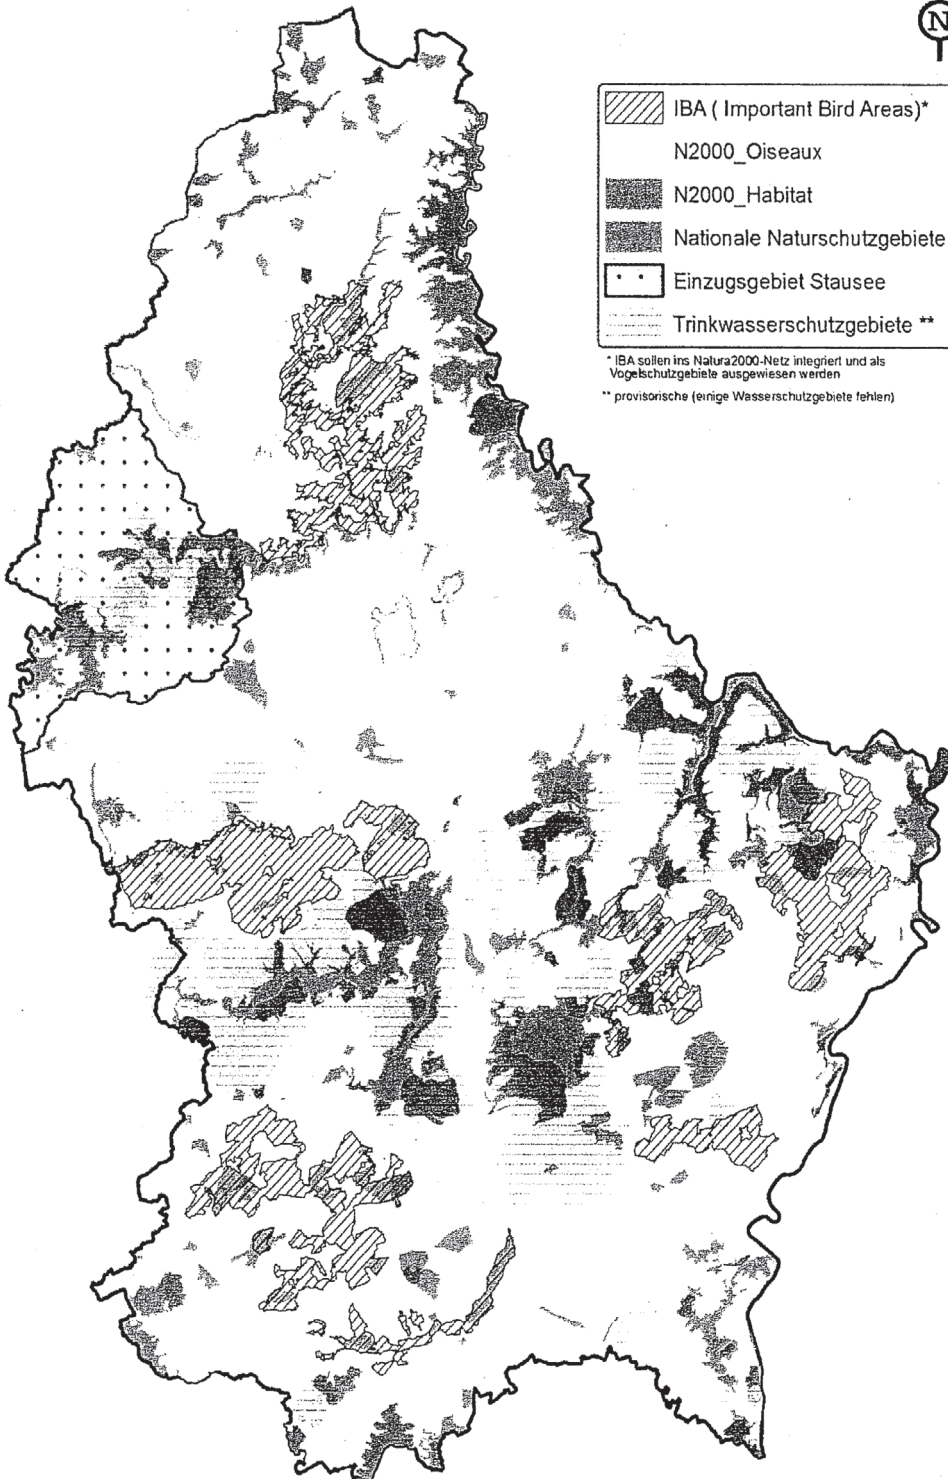 N
IBA ( Important Bird Areas)*
N2000_Oiseaux
N2000_Habitat
Nationale Naturschutzgebiete
Einzugsgebiet Stausee
Trinkwasserschutzgebiete **
* IBA sollen ins Natura2000-Netz integriert und als
Vogelschutzgebiete ausgewiesen werden
** provisorische (einige Wasserschutzgebiete fehlen)